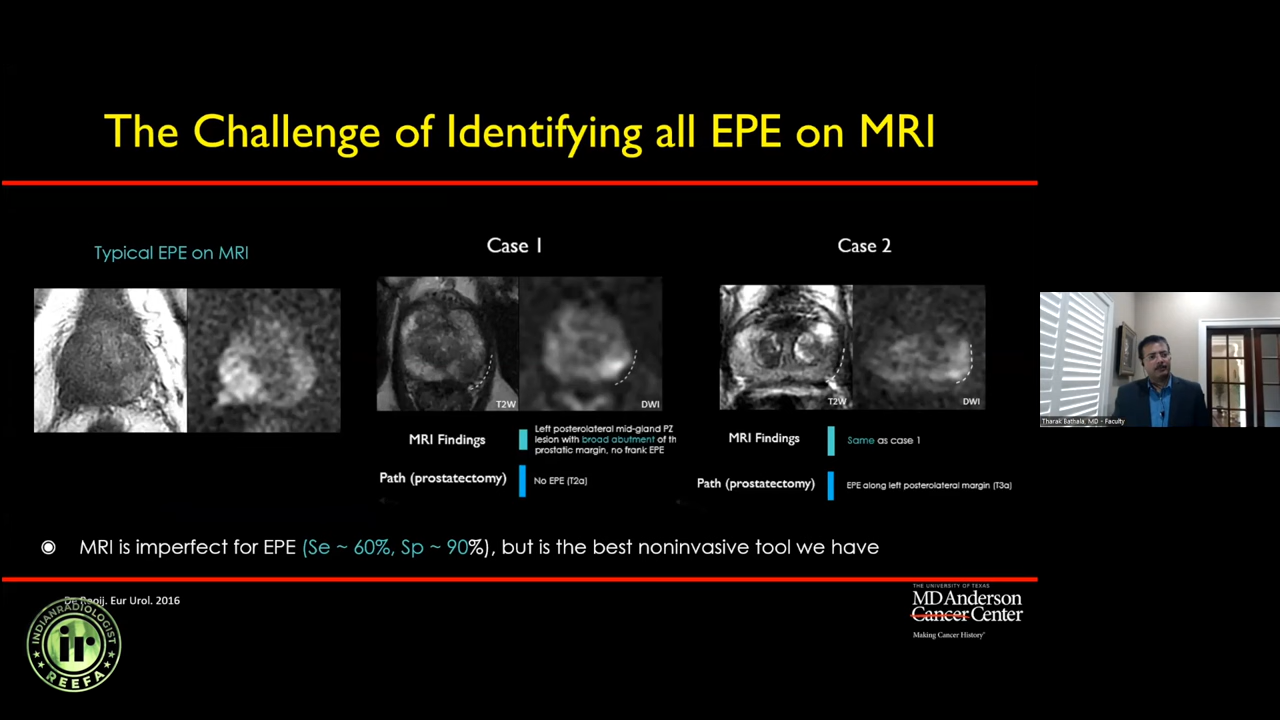 The Challenge of Identifying all EPE on MRI
Typical EPE on MRI
Case 1
T2W
DWI
MRI Findings
Left posterolateral mid-gland PZ
lesion with broad abutment of th
prostatic margin, no frank EPE
Path (prostatectomy)
No EPE (T2a)
Case 2
T2W
DWI
MRI Findings
Same as case 1
Path (prostatectomy)
EPE along left posterolateral margin (T3a)
MRI is imperfect for EPE (Se ~ 60%, Sp ~ 90%), but is the best noninvasive tool we have
De Rooij. Eur Urol. 2016
THE UNIVERSITY OF TEXAS
MD Anderson
Cancer Center
Making Cancer History®
INDIANRADIOLOGIST
ir
REEFA
Tharak Bathala, MD - Faculty